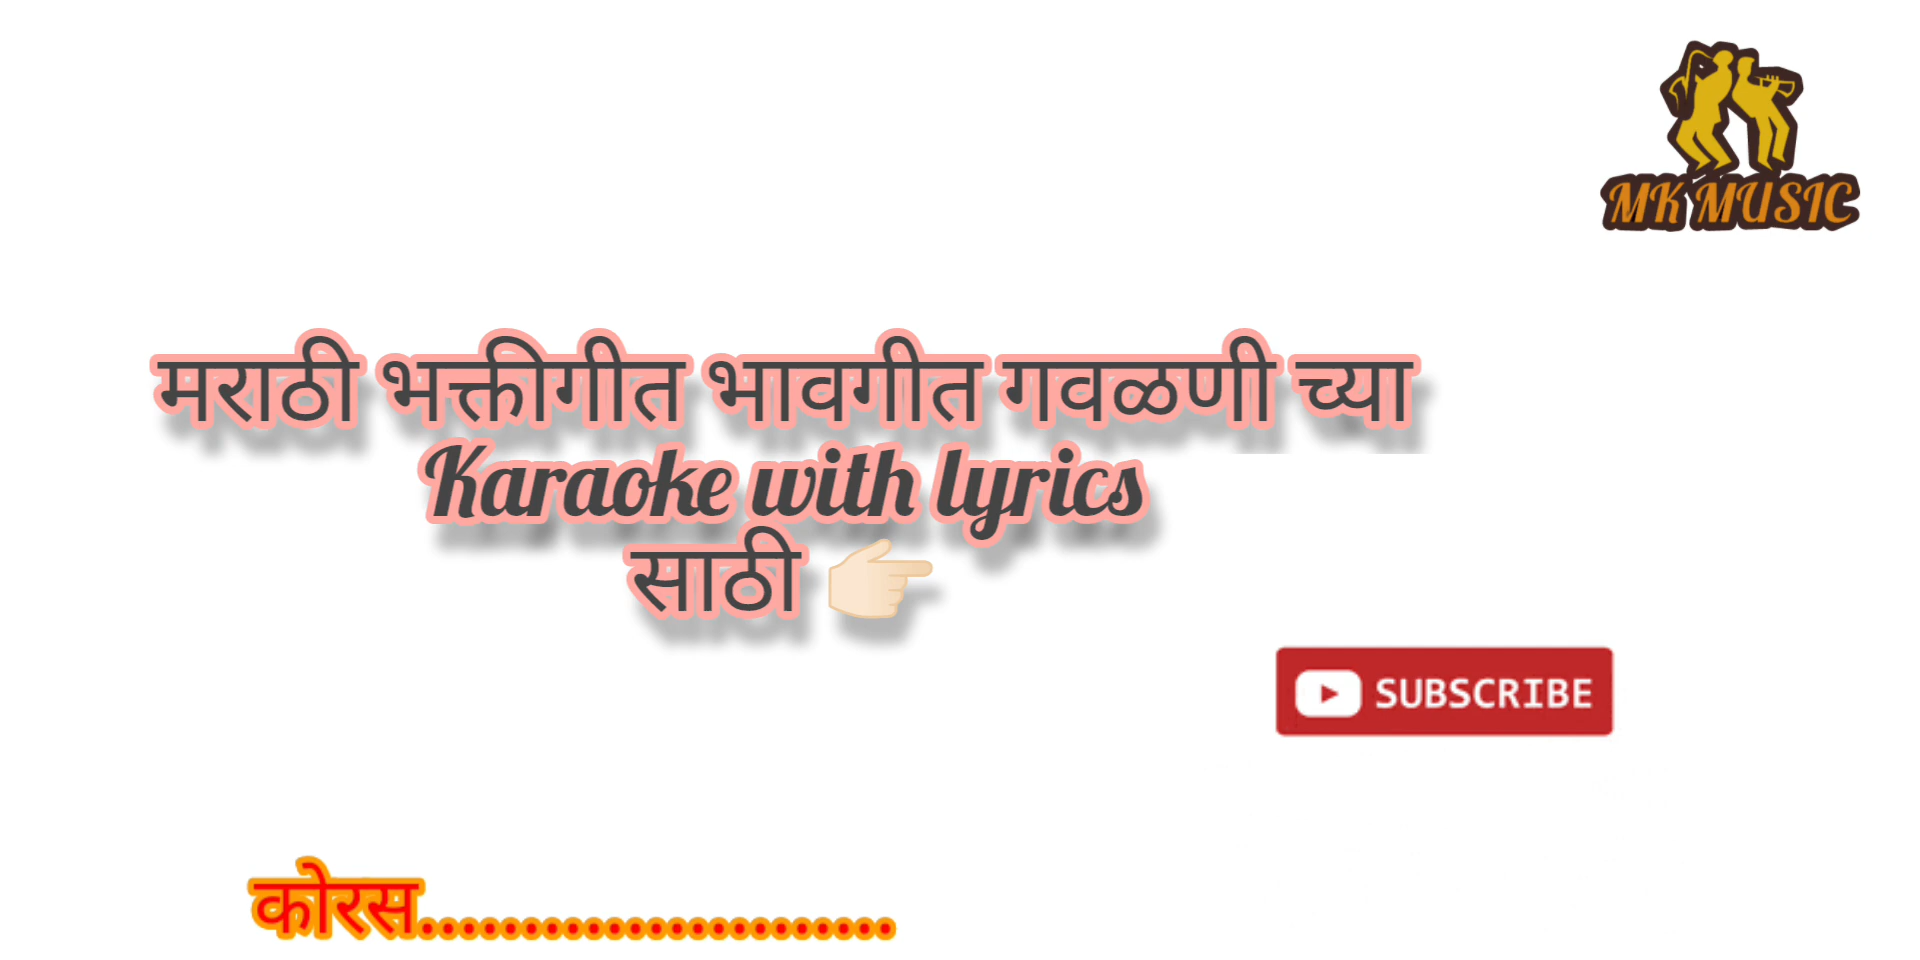 MK MUSIC
मराठी भक्तीगीत भावगीत गवळणी च्या
Karaoke with lyrics
साठी 👉🏻
SUBSCRIBE
कोरस.......................